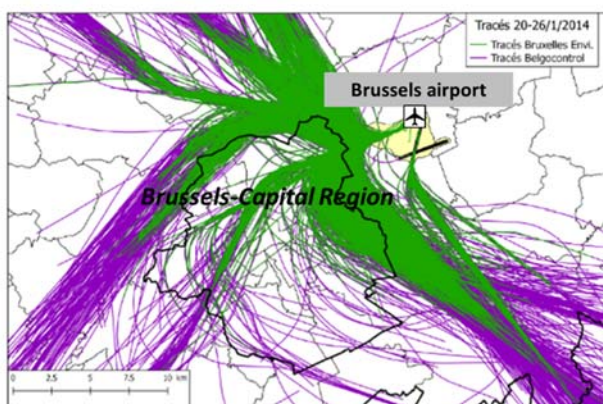 Tracés 20-26/1/2014
Tracés Bruxelles Envi.
Tracés Belgocontrol
Brussels airport
Brussels-Capital Region
0 2.5 5 7.5 10 km